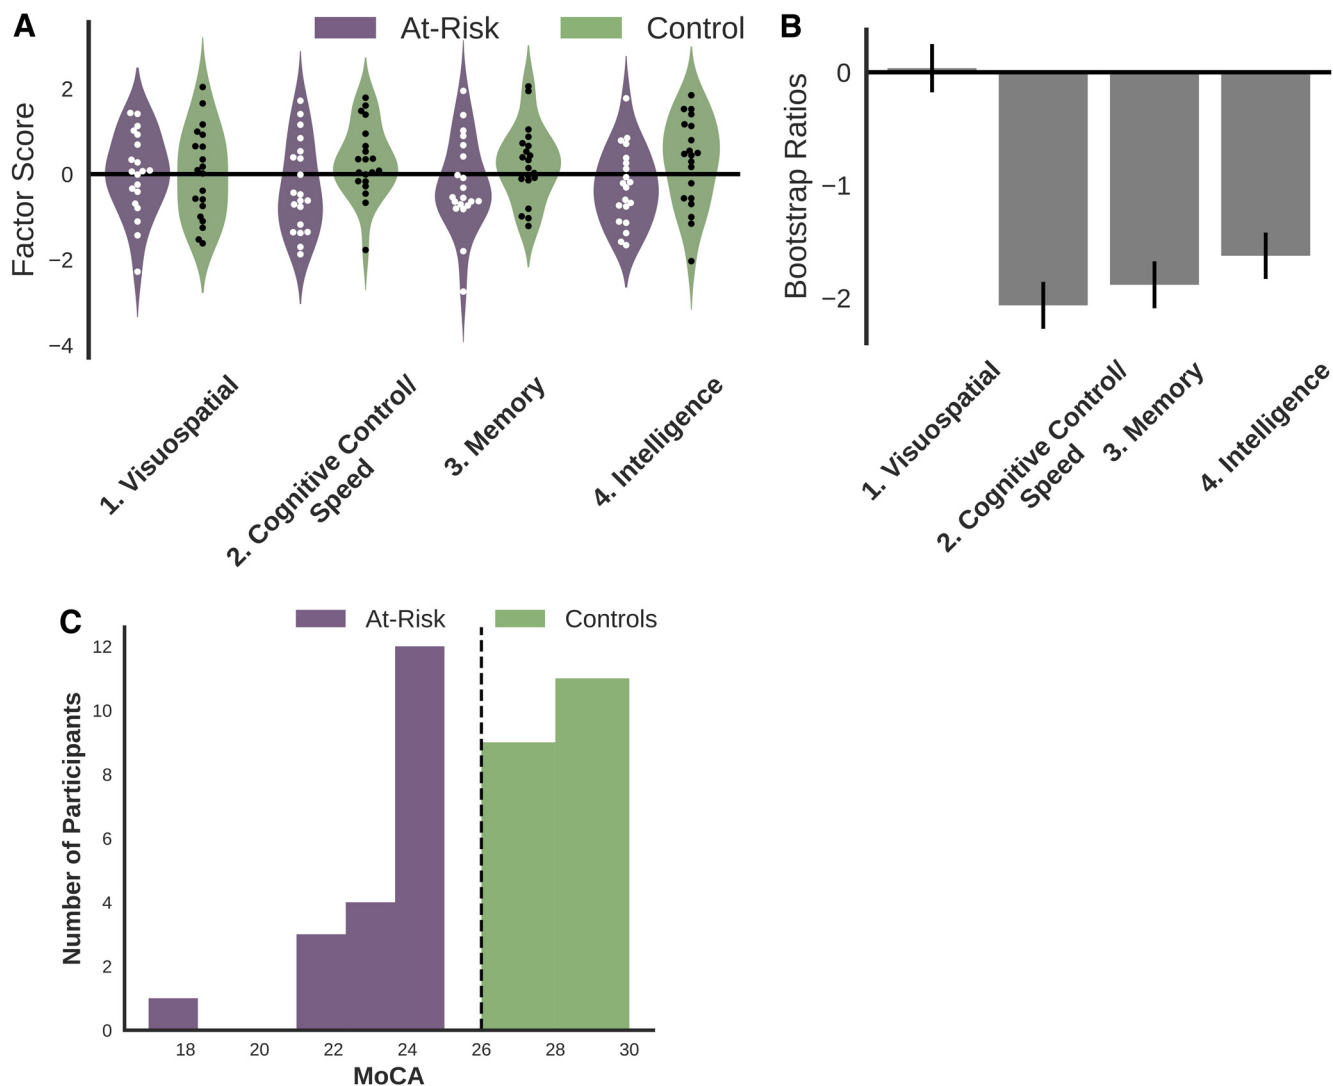 A
At-Risk
Control
Factor Score
2
0
−2
−4
1. Visuospatial
2. Cognitive Control/
Speed
3. Memory
4. Intelligence
B
Bootstrap Ratios
0
−1
−2
1. Visuospatial
2. Cognitive Control/
Speed
3. Memory
4. Intelligence
C
At-Risk
Controls
Number of Participants
12
10
8
6
4
2
0
18 20 22 24 26 28 30
MoCA